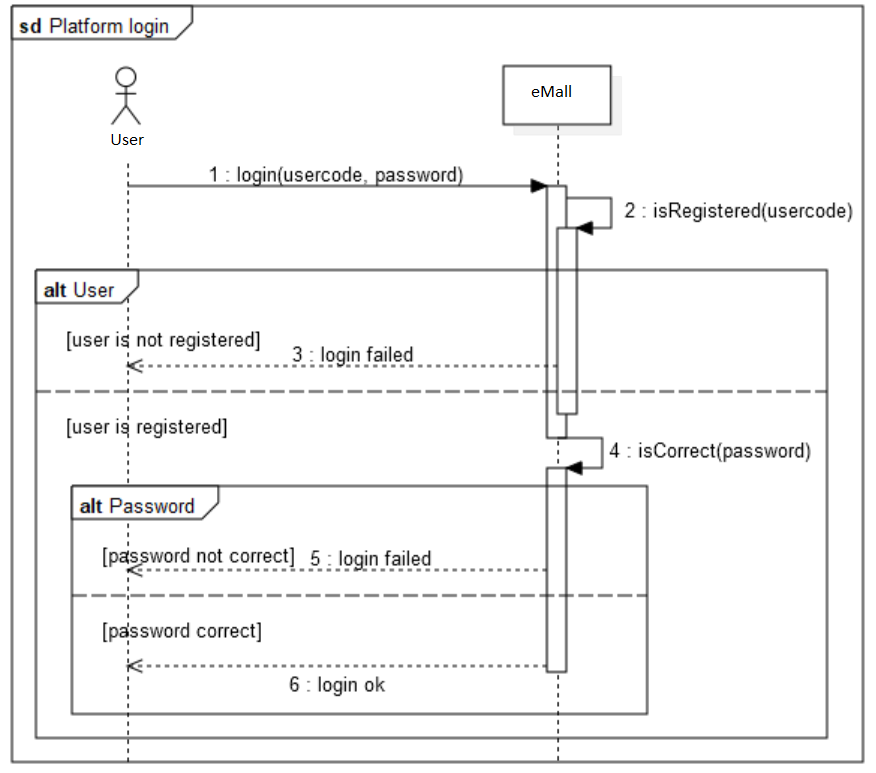 sd Platform login
User
eMall
1 : login(usercode, password)
2 : isRegistered(usercode)
alt User
[user is not registered]
3 : login failed
[user is registered]
4 : isCorrect(password)
alt Password
[password not correct]
5 : login failed
[password correct]
6 : login ok